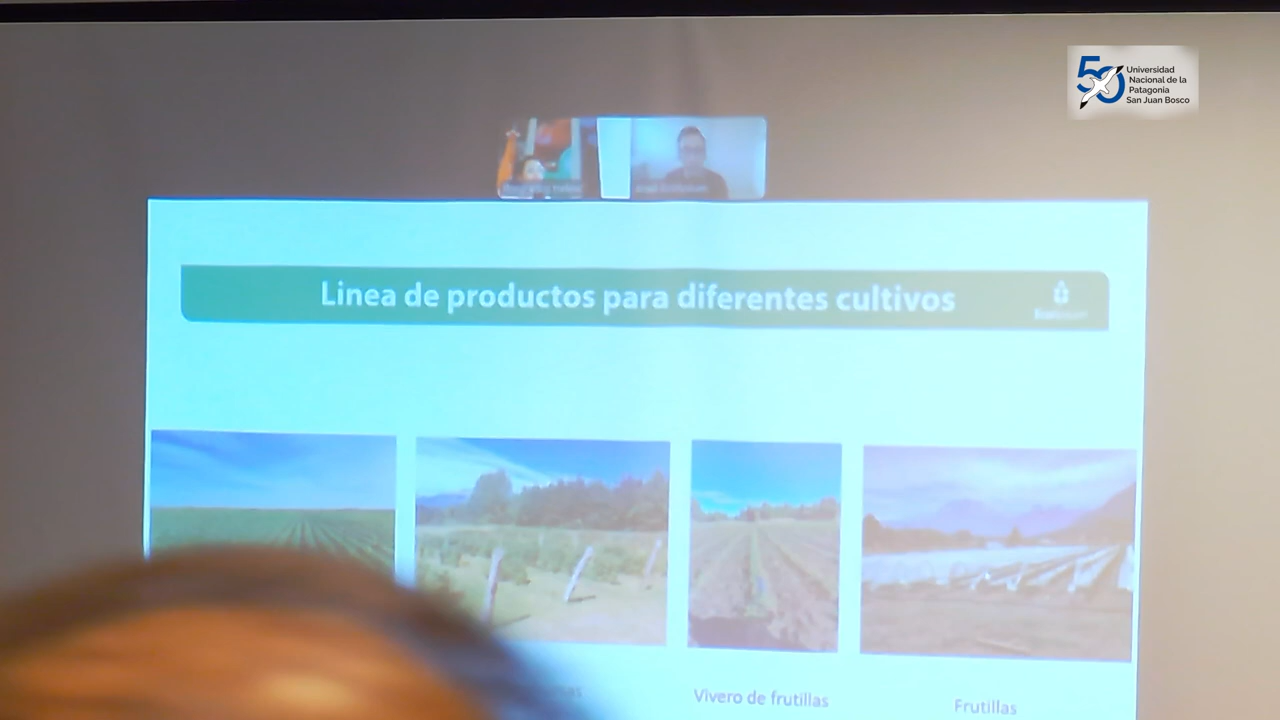 50
Universidad
Nacional de la
Patagonia
San Juan Bosco
Linea de productos para diferentes cultivos
Vivero de frutillas
Frutillas